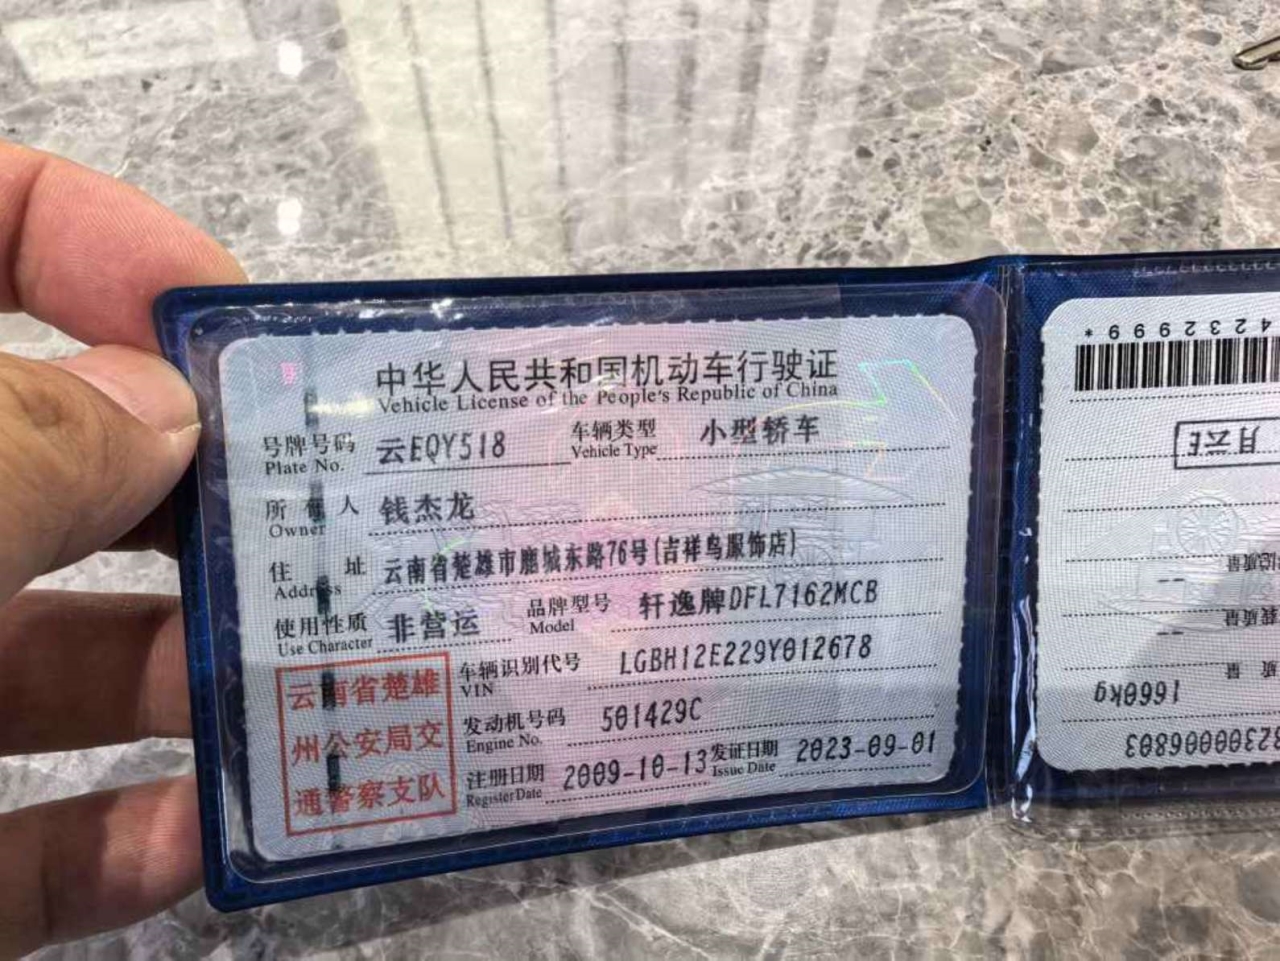 中华人民共和国机动车行驶证
Vehicle License of the People's Republic of China
号牌号码 云EQY518 车辆类型 小型轿车
Plate No. Vehicle Type
所有人 钱杰龙
Owner
住址 云南省楚雄市鹿城东路76号(吉祥鸟服饰店)
Address
使用性质 非营运 品牌型号 轩逸牌DFL7162MCB
Use Character Model
车辆识别代号 LGBH12E229Y012678
VIN
发动机号码 501429C
Engine No.
注册日期 2009-10-13 发证日期 2023-09-01
Register Date Issue Date
云南省楚雄
州公安局交
通警察支队
4232999*
月云E
1660kg